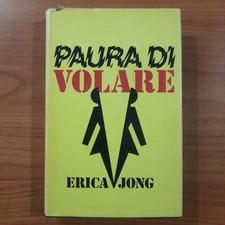 PAURA DI
VOLARE
ERICA JONG